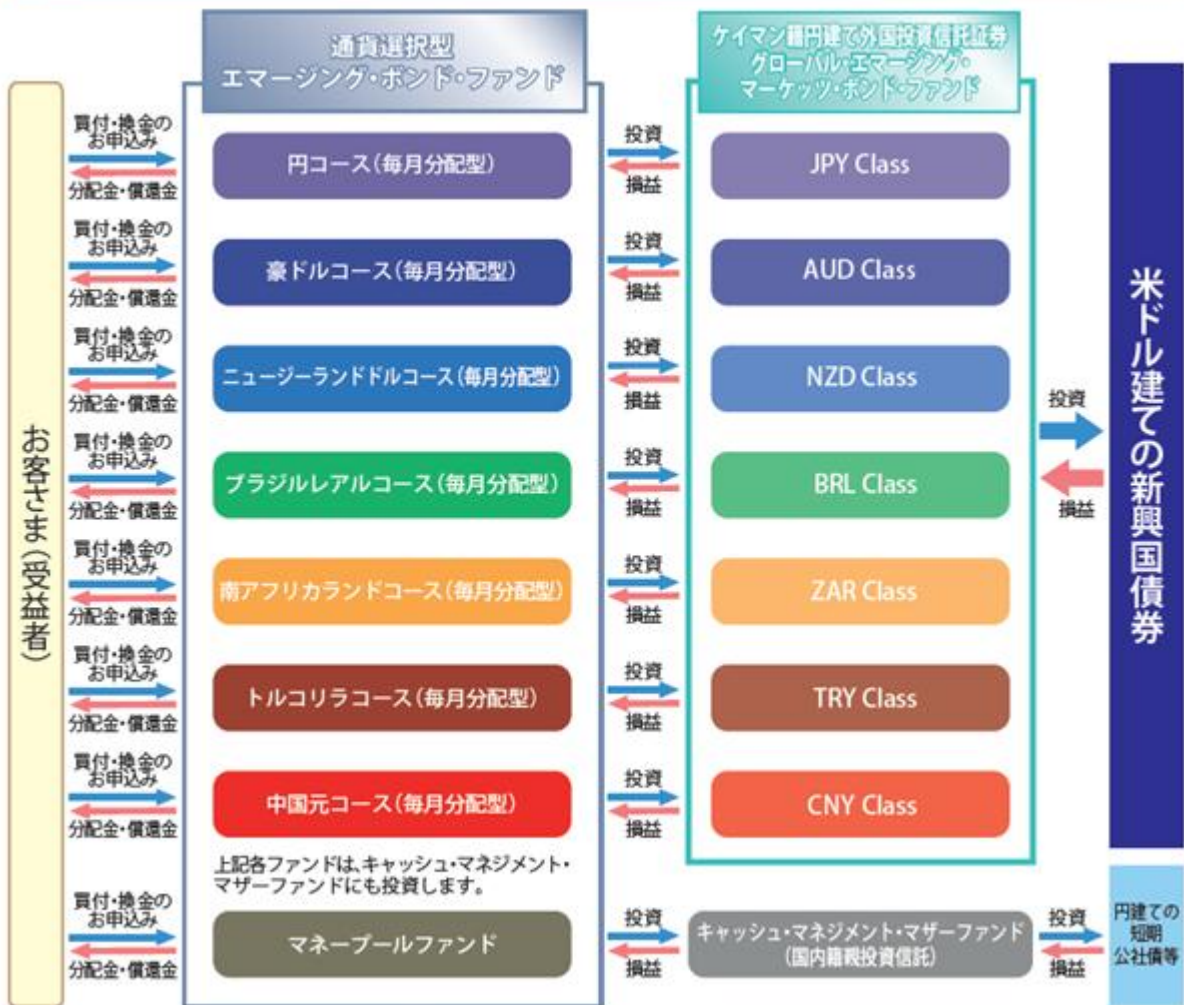 通貨選択型
エマージング・ボンド・ファンド
ケイマン籍円建て外国投資信託証券
グローバル・エマージング・
マーケッツ・ボンド・ファンド
お客さま(受益者)
買付・換金の
お申込み
分配金・償還金
円コース(毎月分配型)
投資
損益
JPY Class
買付・換金の
お申込み
分配金・償還金
豪ドルコース(毎月分配型)
投資
損益
AUD Class
買付・換金の
お申込み
分配金・償還金
ニュージーランドドルコース(毎月分配型)
投資
損益
NZD Class
買付・換金の
お申込み
分配金・償還金
ブラジルレアルコース(毎月分配型)
投資
損益
BRL Class
買付・換金の
お申込み
分配金・償還金
南アフリカランドコース(毎月分配型)
投資
損益
ZAR Class
買付・換金の
お申込み
分配金・償還金
トルコリラコース(毎月分配型)
投資
損益
TRY Class
買付・換金の
お申込み
分配金・償還金
中国元コース(毎月分配型)
投資
損益
CNY Class
投資
損益
米ドル建ての新興国債券
上記各ファンドは、キャッシュ・マネジメント・
マザーファンドにも投資します。
買付・換金の
お申込み
分配金・償還金
マネープールファンド
投資
損益
キャッシュ・マネジメント・マザーファンド
(国内籍親投資信託)
投資
損益
円建ての
短期
公社債等